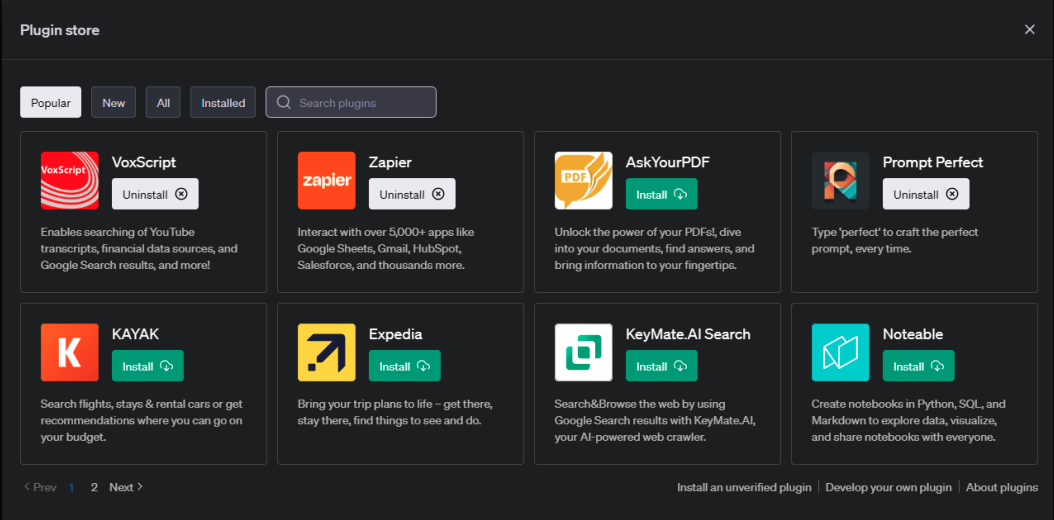 Plugin store
Popular
New
All
Installed
Search plugins
VoxScript
VoxScript
Uninstall
Enables searching of YouTube
transcripts, financial data sources, and
Google Search results, and more!
zapier
Zapier
Uninstall
Interact with over 5,000+ apps like
Google Sheets, Gmail, HubSpot,
Salesforce, and thousands more.
PDF
AskYourPDF
Install
Unlock the power of your PDFs!, dive
into your documents, find answers, and
bring information to your fingertips.
Prompt Perfect
Uninstall
Type 'perfect' to craft the perfect
prompt, every time.
K
KAYAK
Install
Search flights, stays & rental cars or get
recommendations where you can go on
your budget.
Expedia
Install
Bring your trip plans to life – get there,
stay there, find things to see and do.
KeyMate.AI Search
Install
Search&Browse the web by using
Google Search results with KeyMate.AI,
your AI-powered web crawler.
Noteable
Install
Create notebooks in Python, SQL, and
Markdown to explore data, visualize,
and share notebooks with everyone.
Prev 1 2 Next
Install an unverified plugin | Develop your own plugin | About plugins